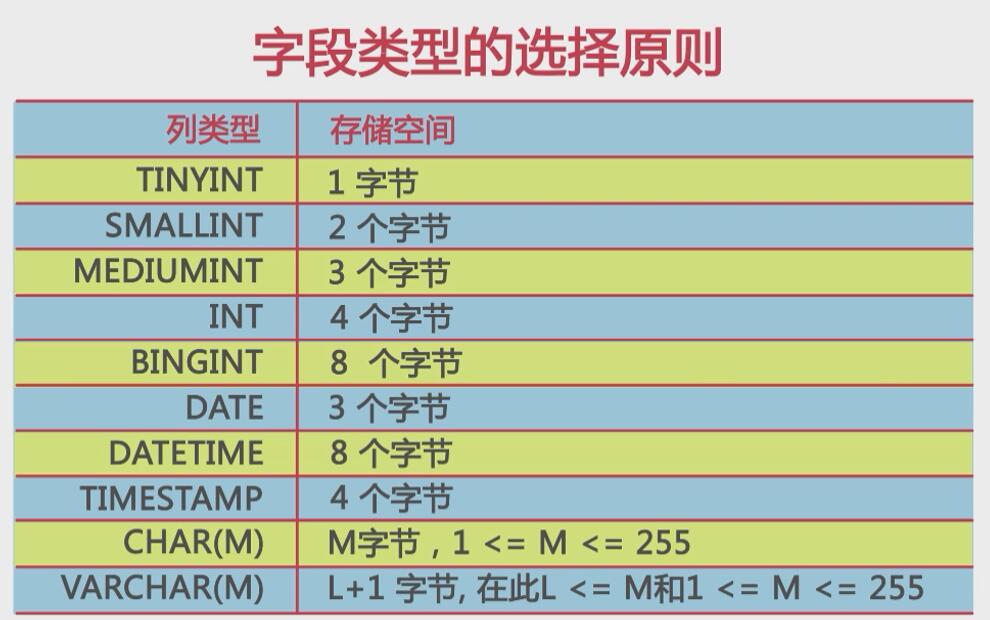 字段类型的选择原则
列类型 存储空间
TINYINT 1 字节
SMALLINT 2 个字节
MEDIUMINT 3 个字节
INT 4 个字节
BINGINT 8 个字节
DATE 3 个字节
DATETIME 8 个字节
TIMESTAMP 4 个字节
CHAR(M) M字节 , 1 <= M <= 255
VARCHAR(M) L+1 字节, 在此L <= M和1 <= M <= 255